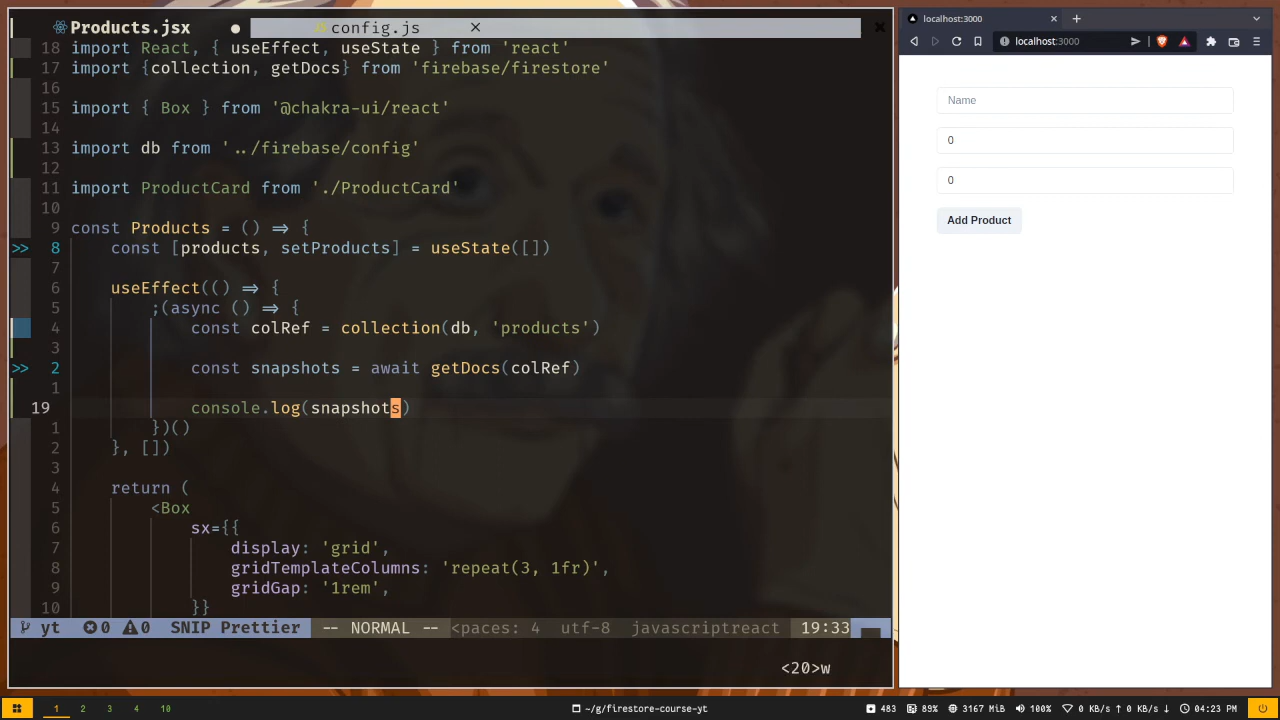 Products.jsx ● config.js ✕
18 import React, { useEffect, useState } from 'react'
17 import {collection, getDocs} from 'firebase/firestore'
16
15 import { Box } from '@chakra-ui/react'
14
13 import db from '../firebase/config'
12
11 import ProductCard from './ProductCard'
10
9 const Products = () => {
>> 8 const [products, setProducts] = useState([])
7
6 useEffect(() => {
5 ;(async () => {
4 const colRef = collection(db, 'products')
3
>> 2 const snapshots = await getDocs(colRef)
1
19 console.log(snapshots)
1 })()
2 }, [])
3
4 return (
5 <Box
6 sx={{
7 display: 'grid',
8 gridTemplateColumns: 'repeat(3, 1fr)',
9 gridGap: '1rem',
10 }}
yt 0 0 SNIP Prettier -- NORMAL -- <paces: 4 utf-8 javascriptreact 19:33
<20>w
localhost:3000
localhost:3000
Name
0
0
Add Product
1 2 3 4 10 ~/g/firestore-course-yt 483 89% 3167 MiB 100% 0 KB/s ↑ 0 KB/s ↓ 04:23 PM